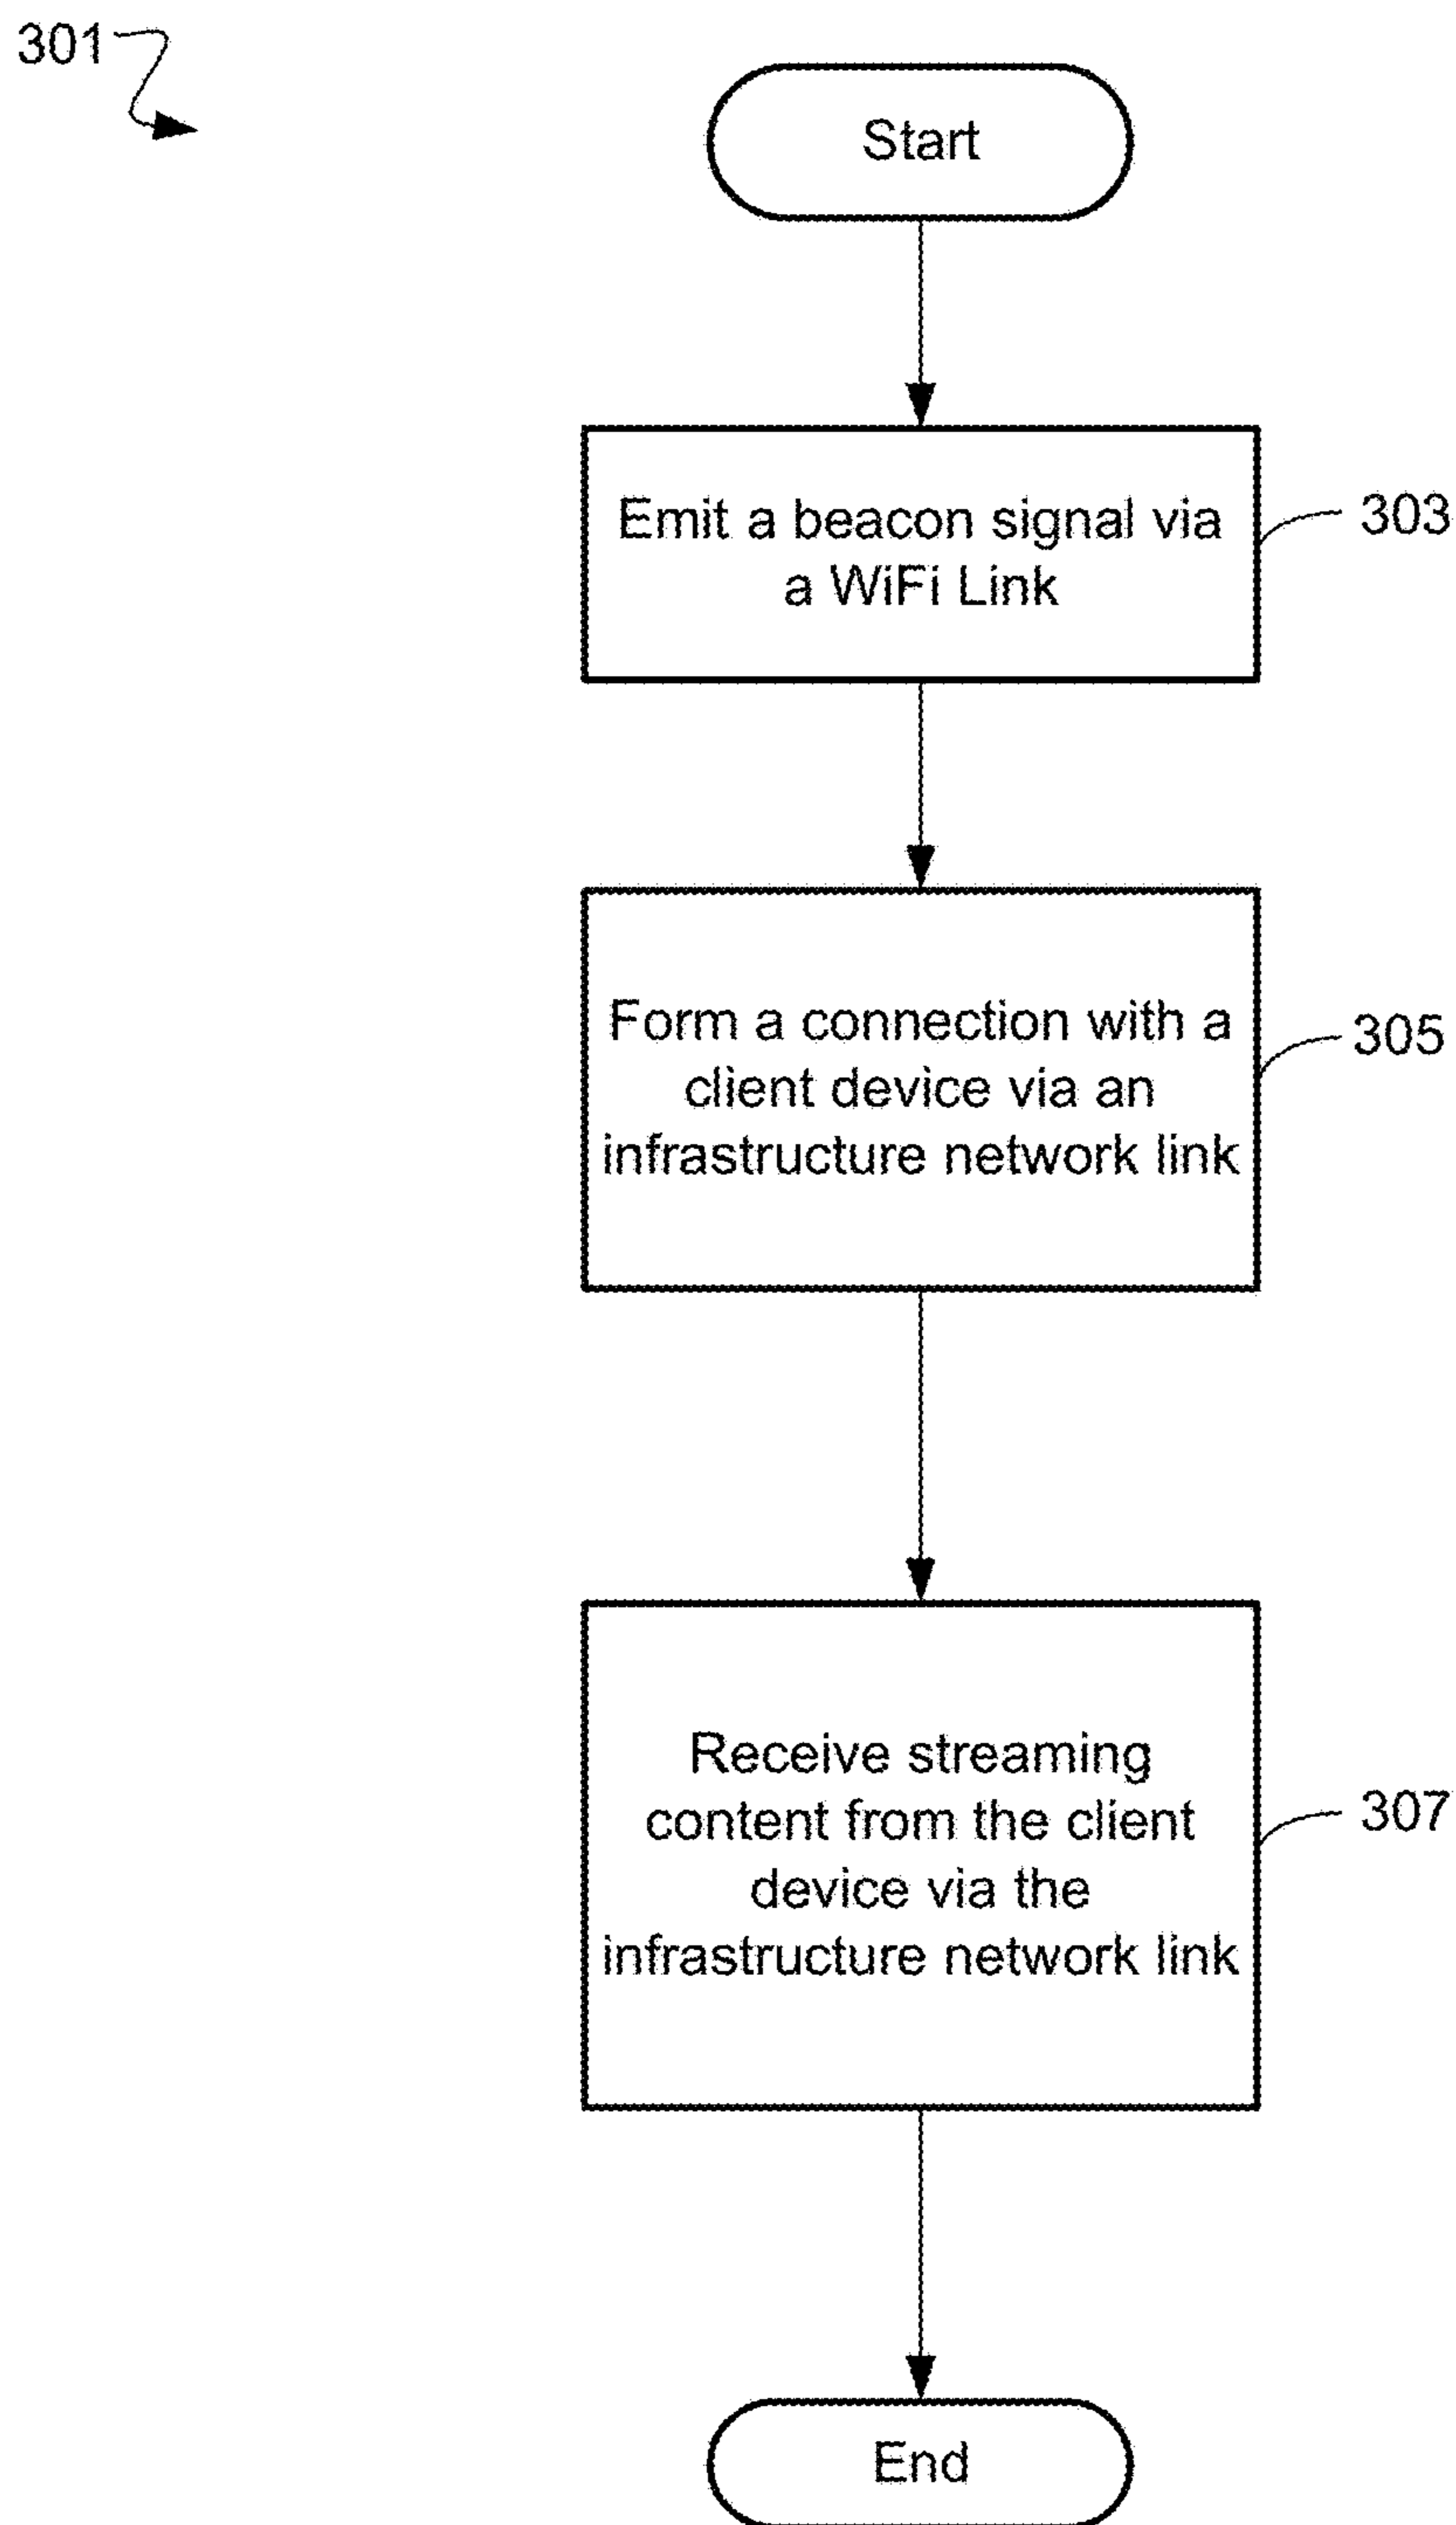 301
Start
Emit a beacon signal via
a WiFi Link
303
Form a connection with a
client device via an
infrastructure network link
305
Receive streaming
content from the client
device via the
infrastructure network link
307
End